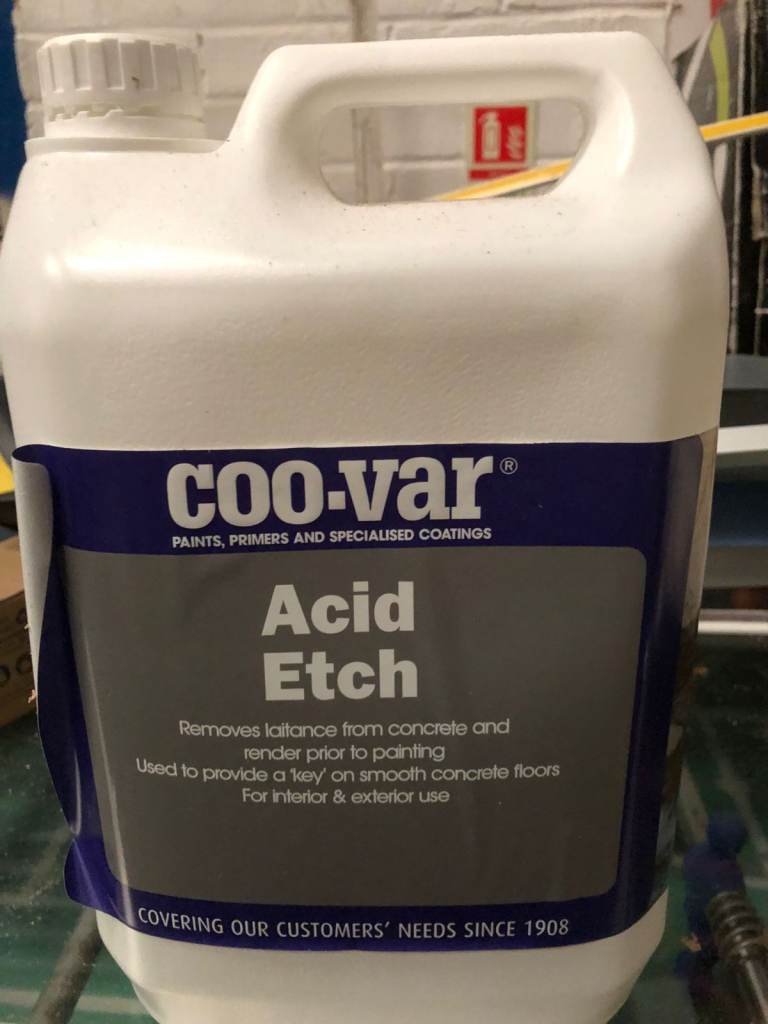 coo-var®
PAINTS, PRIMERS AND SPECIALISED COATINGS
Acid
Etch
Removes laitance from concrete and
render prior to painting
Used to provide a 'key' on smooth concrete floors
For interior & exterior use
COVERING OUR CUSTOMERS' NEEDS SINCE 1908